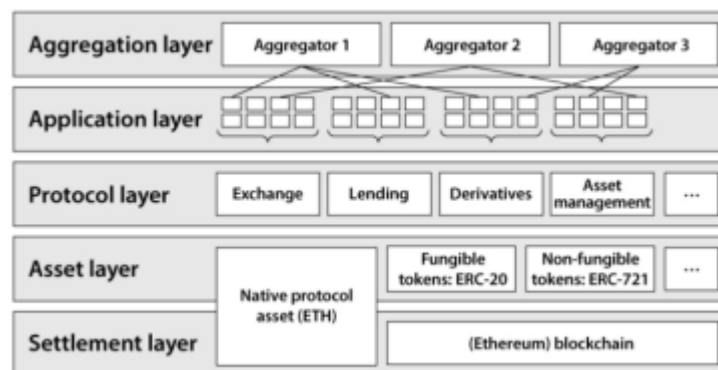 Aggregation layer
Aggregator 1
Aggregator 2
Aggregator 3
Application layer
Protocol layer
Exchange
Lending
Derivatives
Asset
management
...
Asset layer
Native protocol
asset (ETH)
Fungible
tokens: ERC-20
Non-fungible
tokens: ERC-721
...
Settlement layer
(Ethereum) blockchain